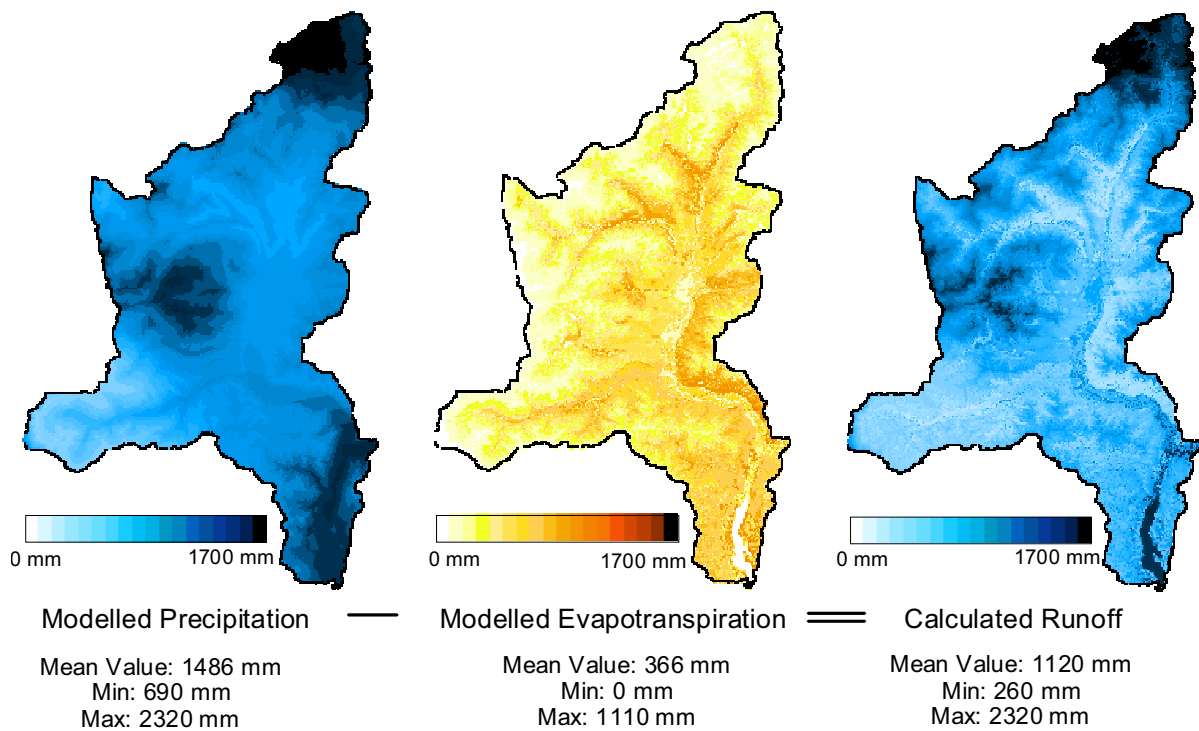 0 mm 1700 mm
0 mm 1700 mm
0 mm 1700 mm
Modelled Precipitation — Modelled Evapotranspiration = Calculated Runoff
Mean Value: 1486 mm
Min: 690 mm
Max: 2320 mm
Mean Value: 366 mm
Min: 0 mm
Max: 1110 mm
Mean Value: 1120 mm
Min: 260 mm
Max: 2320 mm